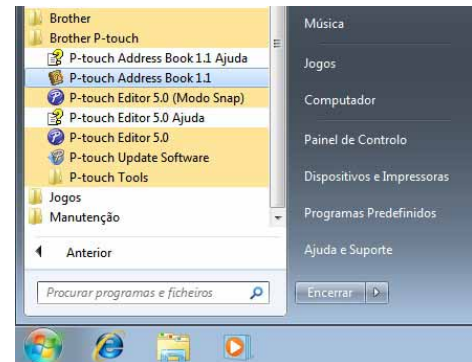 Brother
Brother P-touch
P-touch Address Book 1.1 Ajuda
P-touch Address Book 1.1
P-touch Editor 5.0 (Modo Snap)
P-touch Editor 5.0 Ajuda
P-touch Editor 5.0
P-touch Update Software
P-touch Tools
Jogos
Manutenção
Anterior
Procurar programas e ficheiros
Música
Jogos
Computador
Painel de Controlo
Dispositivos e Impressoras
Programas Predefinidos
Ajuda e Suporte
Encerrar